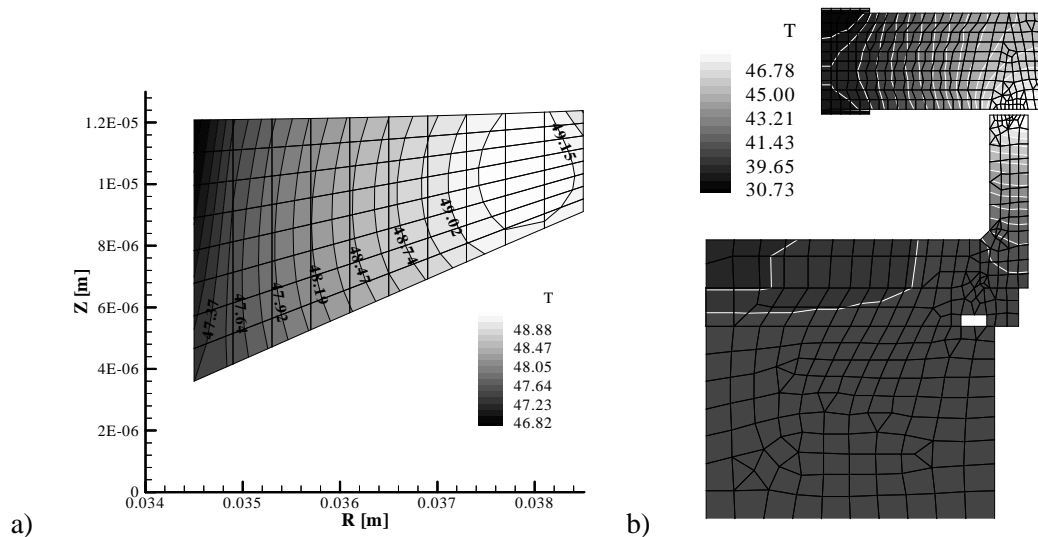 T
46.78
45.00
43.21
41.43
39.65
30.73
1.2E-05
1E-05
8E-06
6E-06
4E-06
2E-06
0
Z [m]
49.15
49.02
48.74
48.47
48.19
47.92
47.64
47.37
T
48.88
48.47
48.05
47.64
47.23
46.82
0.034
0.035
0.036
0.037
0.038
R [m]
a)
b)